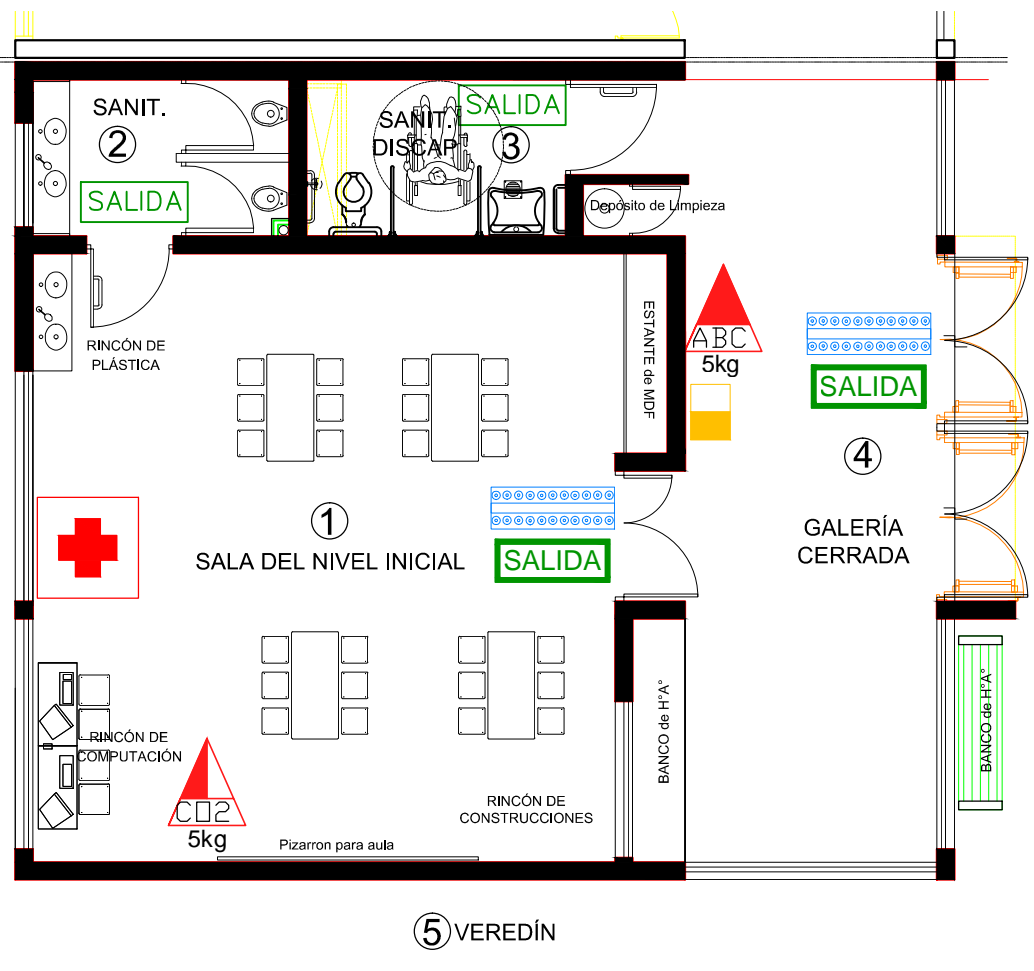 SANIT.
2
SALIDA
SANIT.
DISCAP
SALIDA
3
Depósito de Limpieza
RINCÓN DE
PLÁSTICA
ESTANTE de MDF
ABC
5kg
SALIDA
4
GALERÍA
CERRADA
1
SALA DEL NIVEL INICIAL
SALIDA
RINCÓN DE
COMPUTACIÓN
CO2
5kg
Pizarron para aula
RINCÓN DE
CONSTRUCCIONES
BANCO de H°A°
BANCO de H°A°
5 VEREDÍN